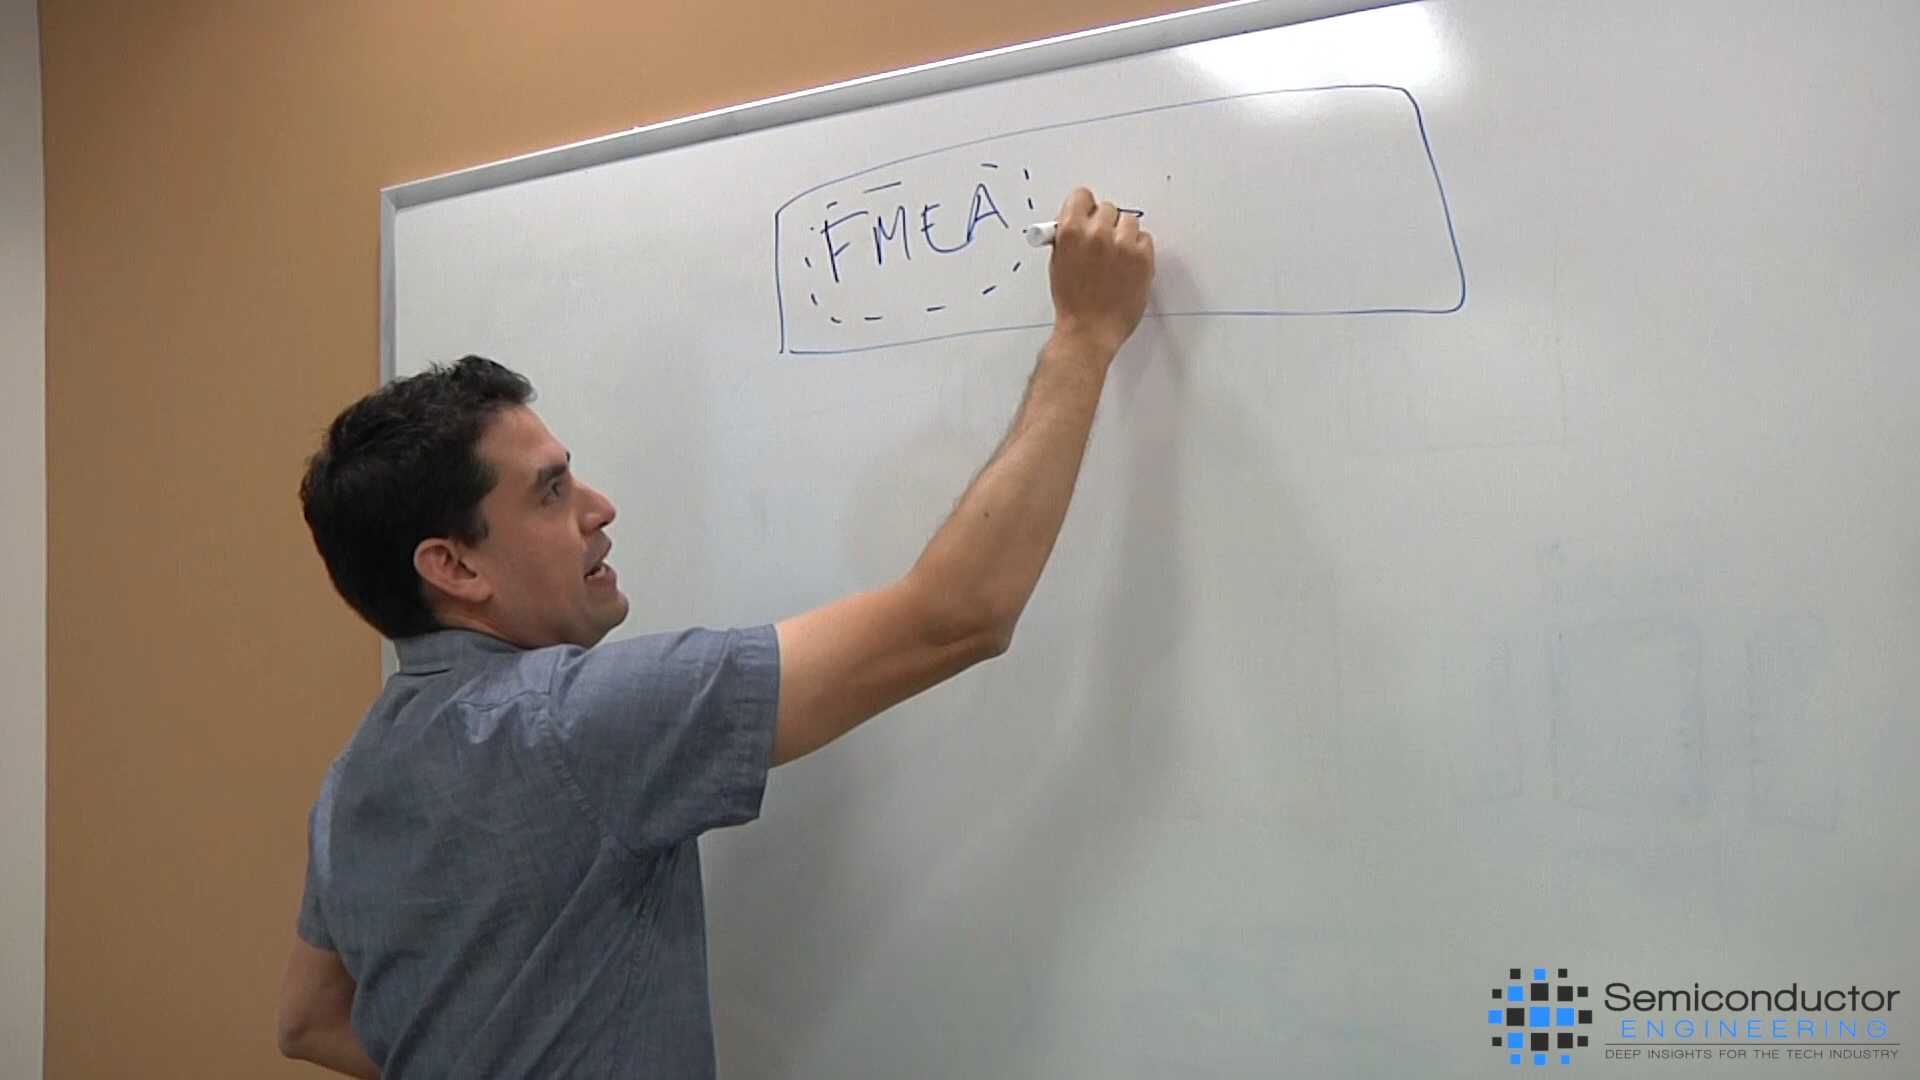 FMEA
Semiconductor
ENGINEERING
DEEP INSIGHTS FOR THE TECH INDUSTRY